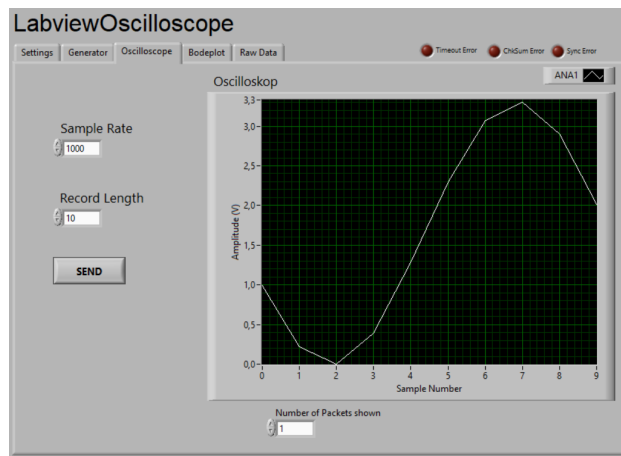 LabviewOscilloscope
Settings Generator Oscilloscope Bodeplot Raw Data
Timeout Error ChkSum Error Sync Error
Oscilloskop
ANA1
Sample Rate
1000
Record Length
10
SEND
Amplitude (V)
3,3
3,0
2,5
2,0
1,5
1,0
0,5
0,0
0 1 2 3 4 5 6 7 8 9
Sample Number
Number of Packets shown
1